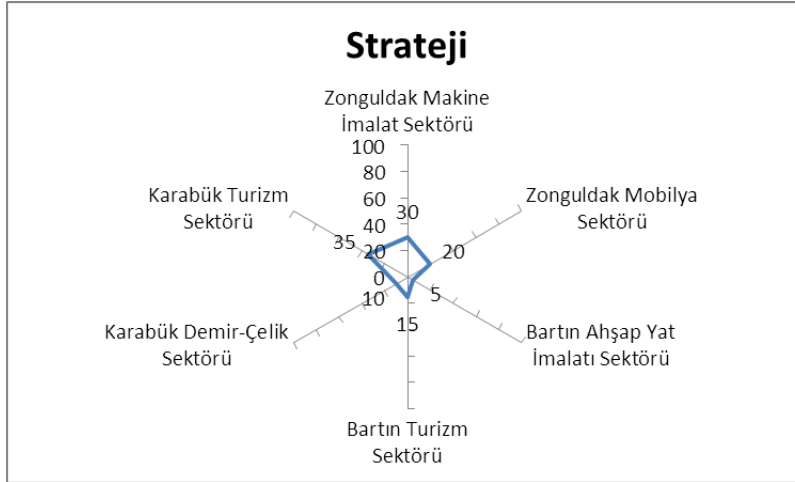 Strateji
Zonguldak Makine
İmalat Sektörü
100
80
60
40
20
0
30
Zonguldak Mobilya
Sektörü
20
Bartın Ahşap Yat
İmalatı Sektörü
5
Bartın Turizm
Sektörü
15
Karabük Demir-Çelik
Sektörü
10
Karabük Turizm
Sektörü
35